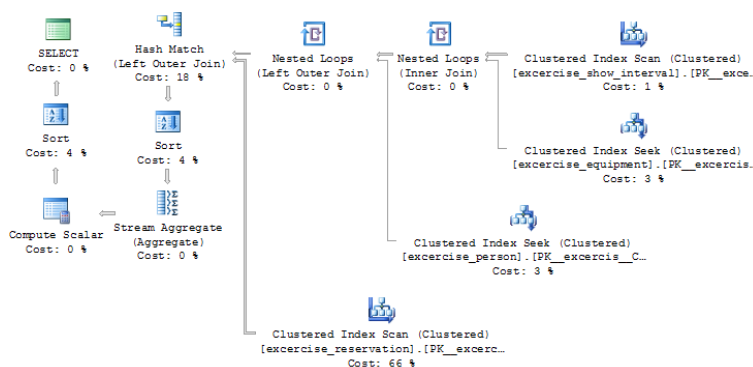 SELECT
Cost: 0 %
Hash Match
(Left Outer Join)
Cost: 18 %
Nested Loops
(Left Outer Join)
Cost: 0 %
Nested Loops
(Inner Join)
Cost: 0 %
Clustered Index Scan (Clustered)
[excercise_show_interval].[PK__exce…
Cost: 1 %
Sort
Cost: 4 %
Sort
Cost: 4 %
Clustered Index Seek (Clustered)
[excercise_equipment].[PK__excercis…
Cost: 3 %
Compute Scalar
Cost: 0 %
Stream Aggregate
(Aggregate)
Cost: 0 %
Clustered Index Seek (Clustered)
[excercise_person].[PK__excercis__C…
Cost: 3 %
Clustered Index Scan (Clustered)
[excercise_reservation].[PK__excerc…
Cost: 66 %